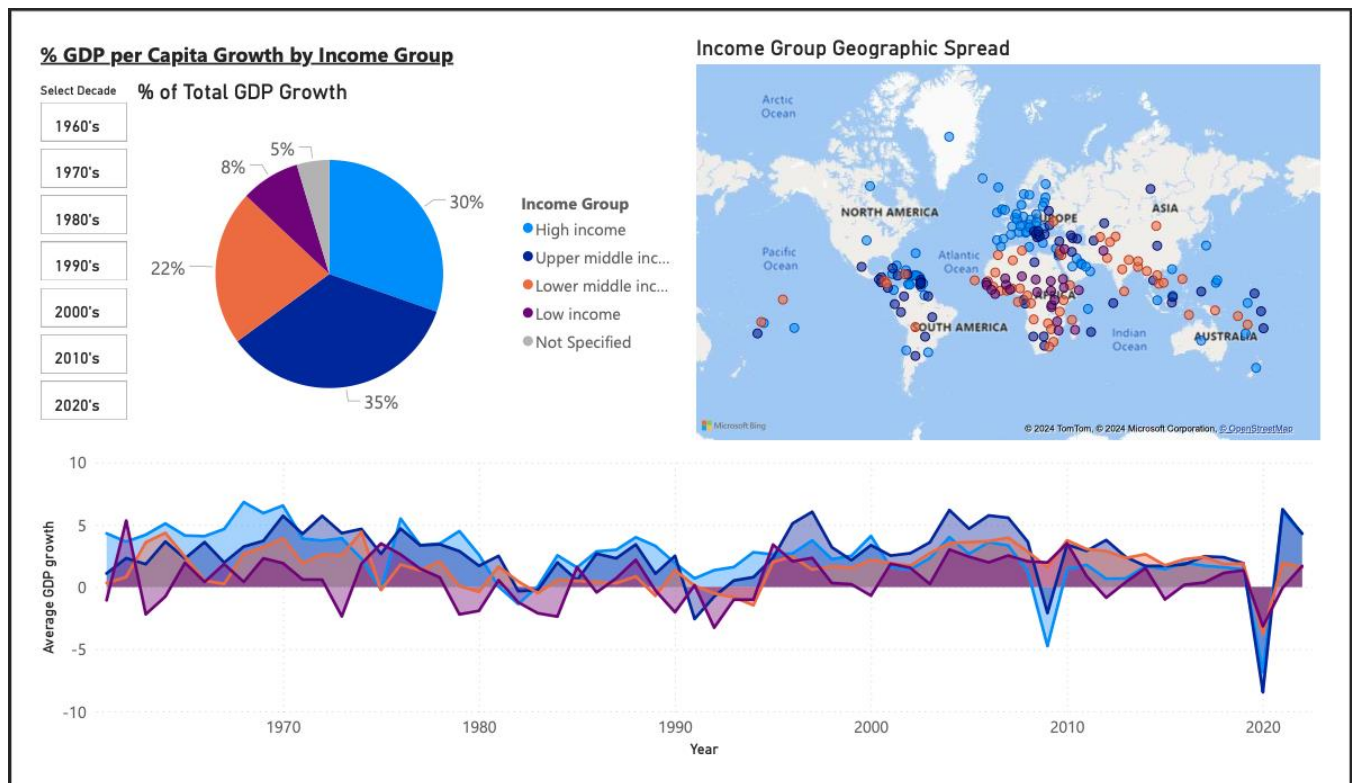 % GDP per Capita Growth by Income Group
Select Decade
% of Total GDP Growth
1960's
1970's
1980's
1990's
2000's
2010's
2020's
5%
8%
30%
22%
35%
Income Group
High income
Upper middle inc...
Lower middle inc...
Low income
Not Specified
Income Group Geographic Spread
Arctic
Ocean
NORTH AMERICA
EUROPE
ASIA
Pacific
Ocean
Atlantic
Ocean
AFRICA
SOUTH AMERICA
Indian
Ocean
AUSTRALIA
Microsoft Bing
© 2024 TomTom, © 2024 Microsoft Corporation, © OpenStreetMap
Average GDP growth
10
5
0
-5
-10
1970
1980
1990
2000
2010
2020
Year